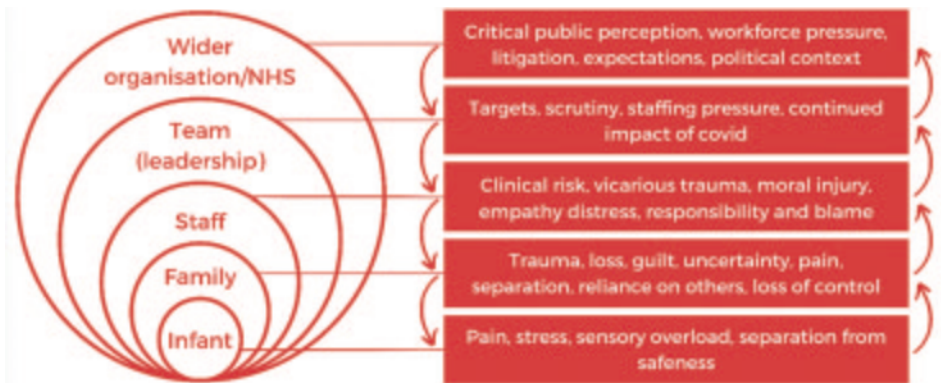 Wider
organisation/NHS
Team
(leadership)
Staff
Family
Infant
Critical public perception, workforce pressure,
litigation, expectations, political context
Targets, scrutiny, staffing pressure, continued
impact of covid
Clinical risk, vicarious trauma, moral injury,
empathy distress, responsibility and blame
Trauma, loss, guilt, uncertainty, pain,
separation, reliance on others, loss of control
Pain, stress, sensory overload, separation from
safeness